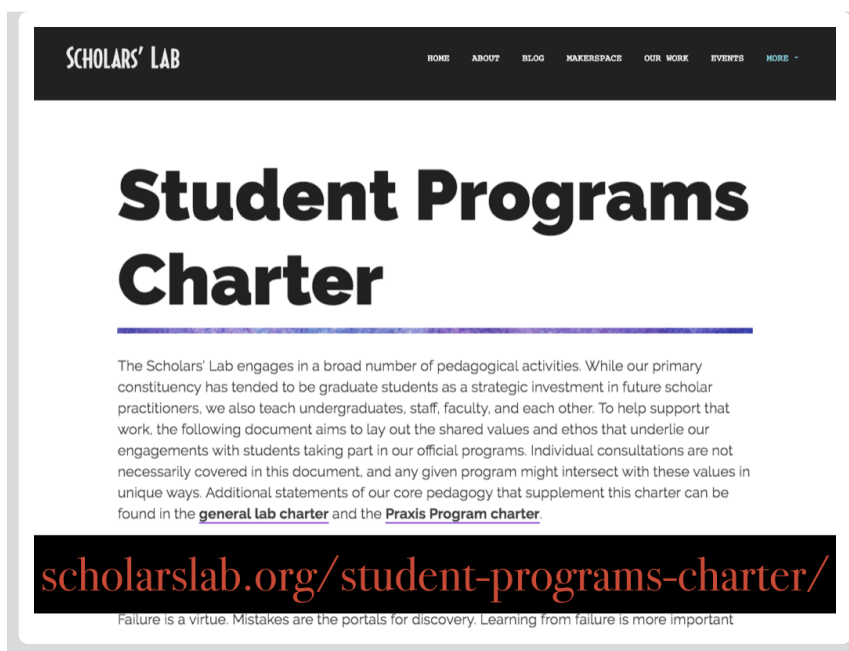 SCHOLARS' LAB
HOME ABOUT BLOG MAKERSPACE OUR WORK EVENTS MORE
Student Programs
Charter
The Scholars' Lab engages in a broad number of pedagogical activities. While our primary
constituency has tended to be graduate students as a strategic investment in future scholar
practitioners, we also teach undergraduates, staff, faculty, and each other. To help support that
work, the following document aims to lay out the shared values and ethos that underlie our
engagements with students taking part in our official programs. Individual consultations are not
necessarily covered in this document, and any given program might intersect with these values in
unique ways. Additional statements of our core pedagogy that supplement this charter can be
found in the general lab charter and the Praxis Program charter.
scholarslab.org/student-programs-charter/
Failure is a virtue. Mistakes are the portals for discovery. Learning from failure is more important